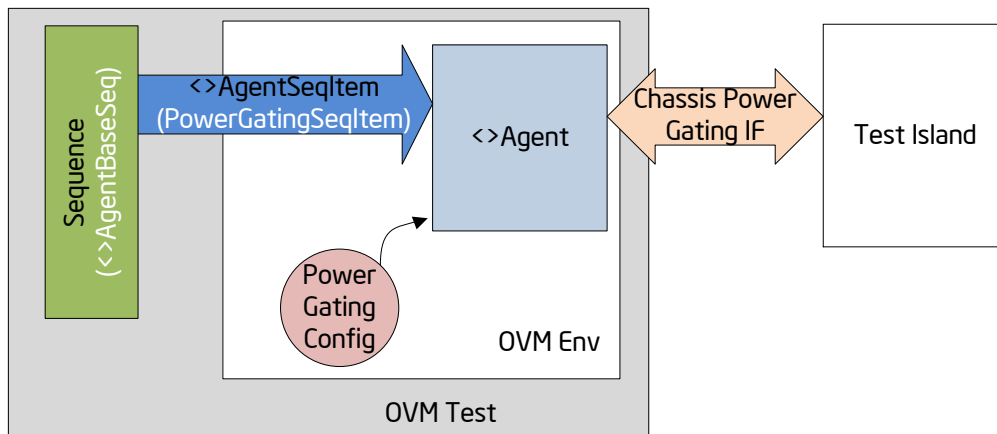 Sequence
(<>AgentBaseSeq)
<>AgentSeqItem
(PowerGatingSeqItem)
<>Agent
Chassis Power
Gating IF
Test Island
Power
Gating
Config
OVM Env
OVM Test